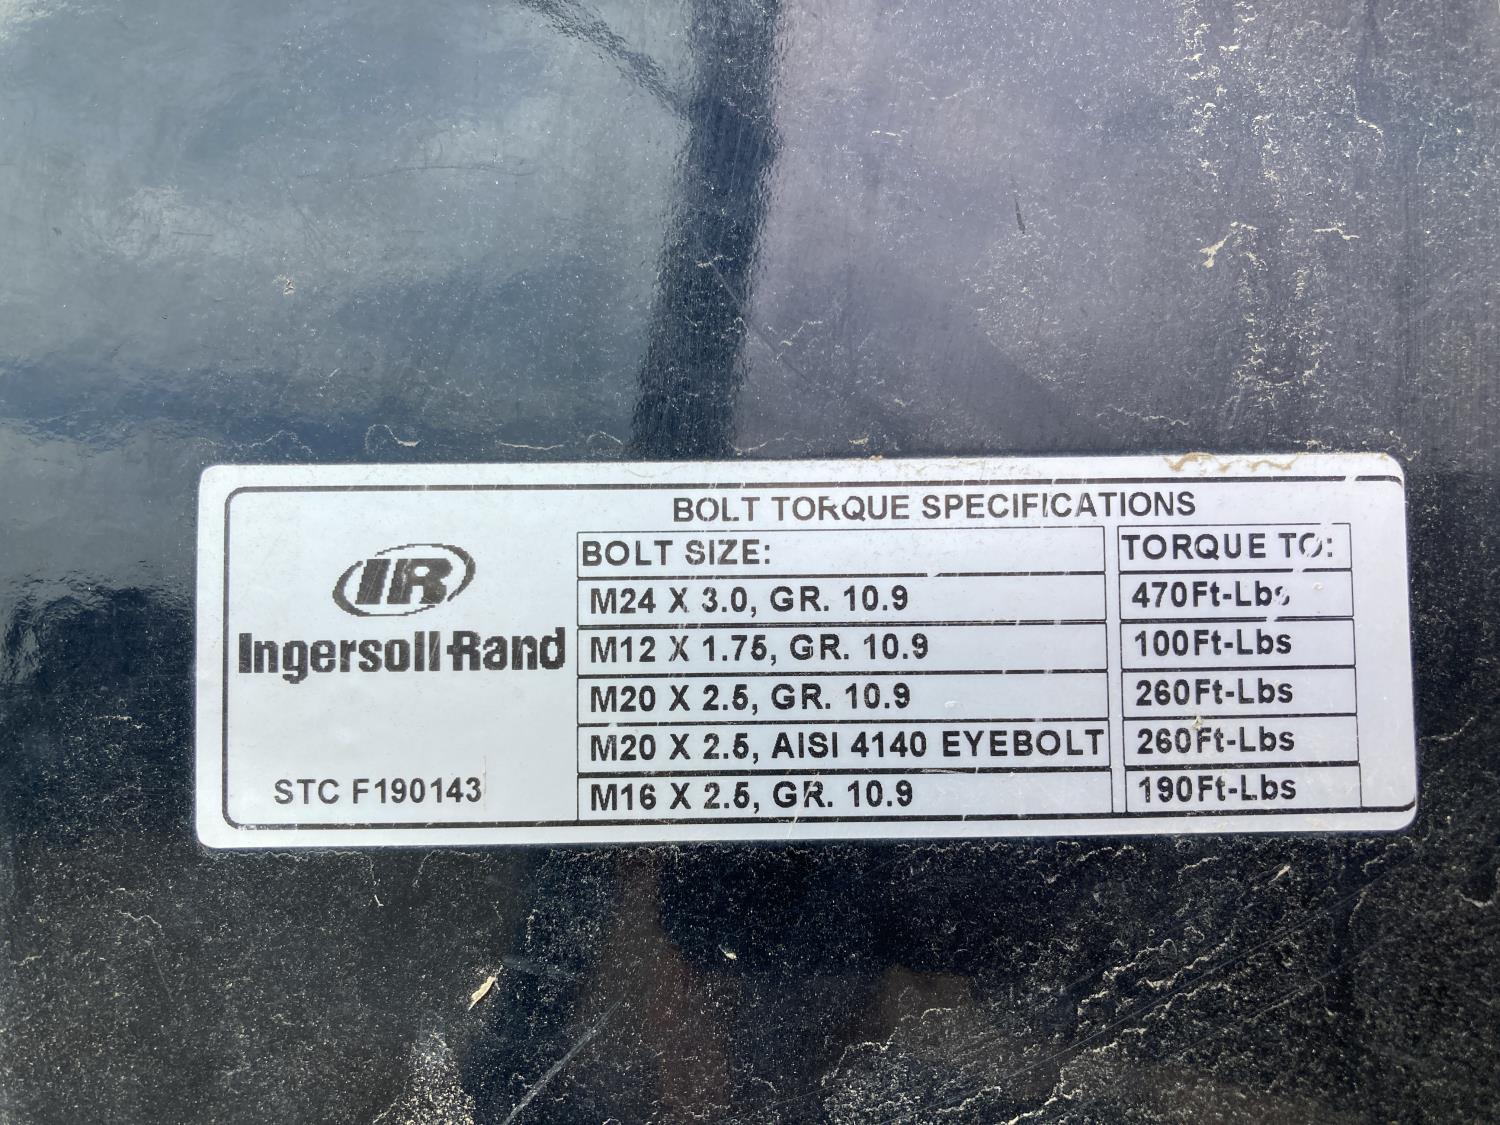 BOLT TORQUE SPECIFICATIONS
BOLT SIZE: TORQUE TO:
M24 X 3.0, GR. 10.9 470Ft-Lbs
M12 X 1.75, GR. 10.9 100Ft-Lbs
M20 X 2.5, GR. 10.9 260Ft-Lbs
M20 X 2.5, AISI 4140 EYEBOLT 260Ft-Lbs
M16 X 2.5, GR. 10.9 190Ft-Lbs
IR
Ingersoll-Rand
STC F190143